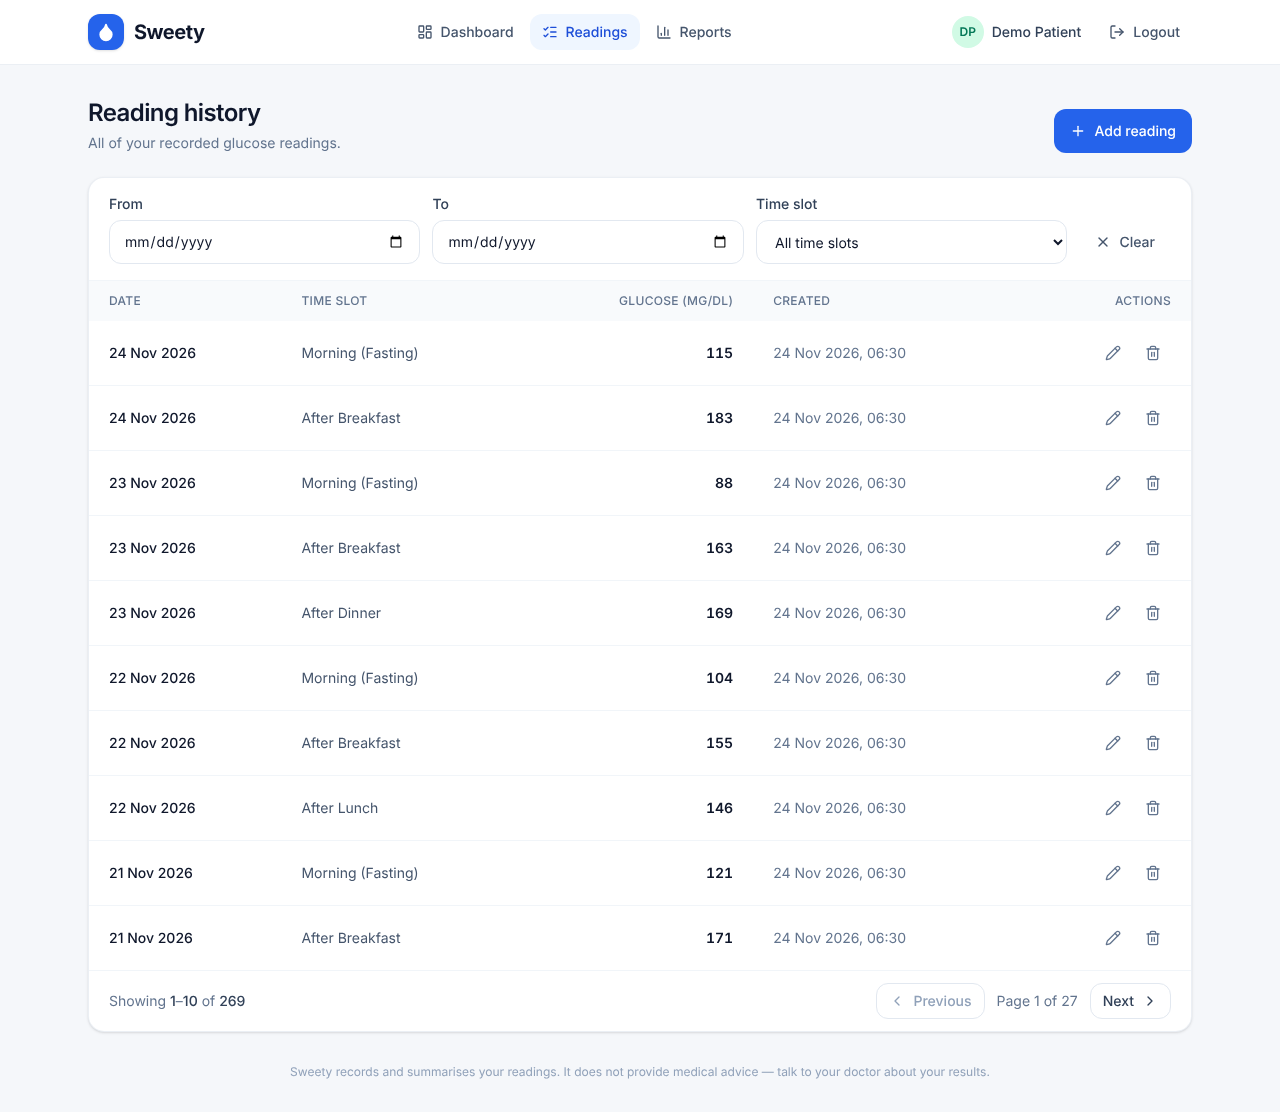 Sweety
Dashboard
Readings
Reports
DP
Demo Patient
Logout
Reading history
All of your recorded glucose readings.
Add reading
From
To
Time slot
mm/dd/yyyy
mm/dd/yyyy
All time slots
Clear
DATE TIME SLOT GLUCOSE (MG/DL) CREATED ACTIONS
24 Nov 2026 Morning (Fasting) 115 24 Nov 2026, 06:30
24 Nov 2026 After Breakfast 183 24 Nov 2026, 06:30
23 Nov 2026 Morning (Fasting) 88 24 Nov 2026, 06:30
23 Nov 2026 After Breakfast 163 24 Nov 2026, 06:30
23 Nov 2026 After Dinner 169 24 Nov 2026, 06:30
22 Nov 2026 Morning (Fasting) 104 24 Nov 2026, 06:30
22 Nov 2026 After Breakfast 155 24 Nov 2026, 06:30
22 Nov 2026 After Lunch 146 24 Nov 2026, 06:30
21 Nov 2026 Morning (Fasting) 121 24 Nov 2026, 06:30
21 Nov 2026 After Breakfast 171 24 Nov 2026, 06:30
Showing 1–10 of 269
Previous
Page 1 of 27
Next
Sweety records and summarises your readings. It does not provide medical advice — talk to your doctor about your results.